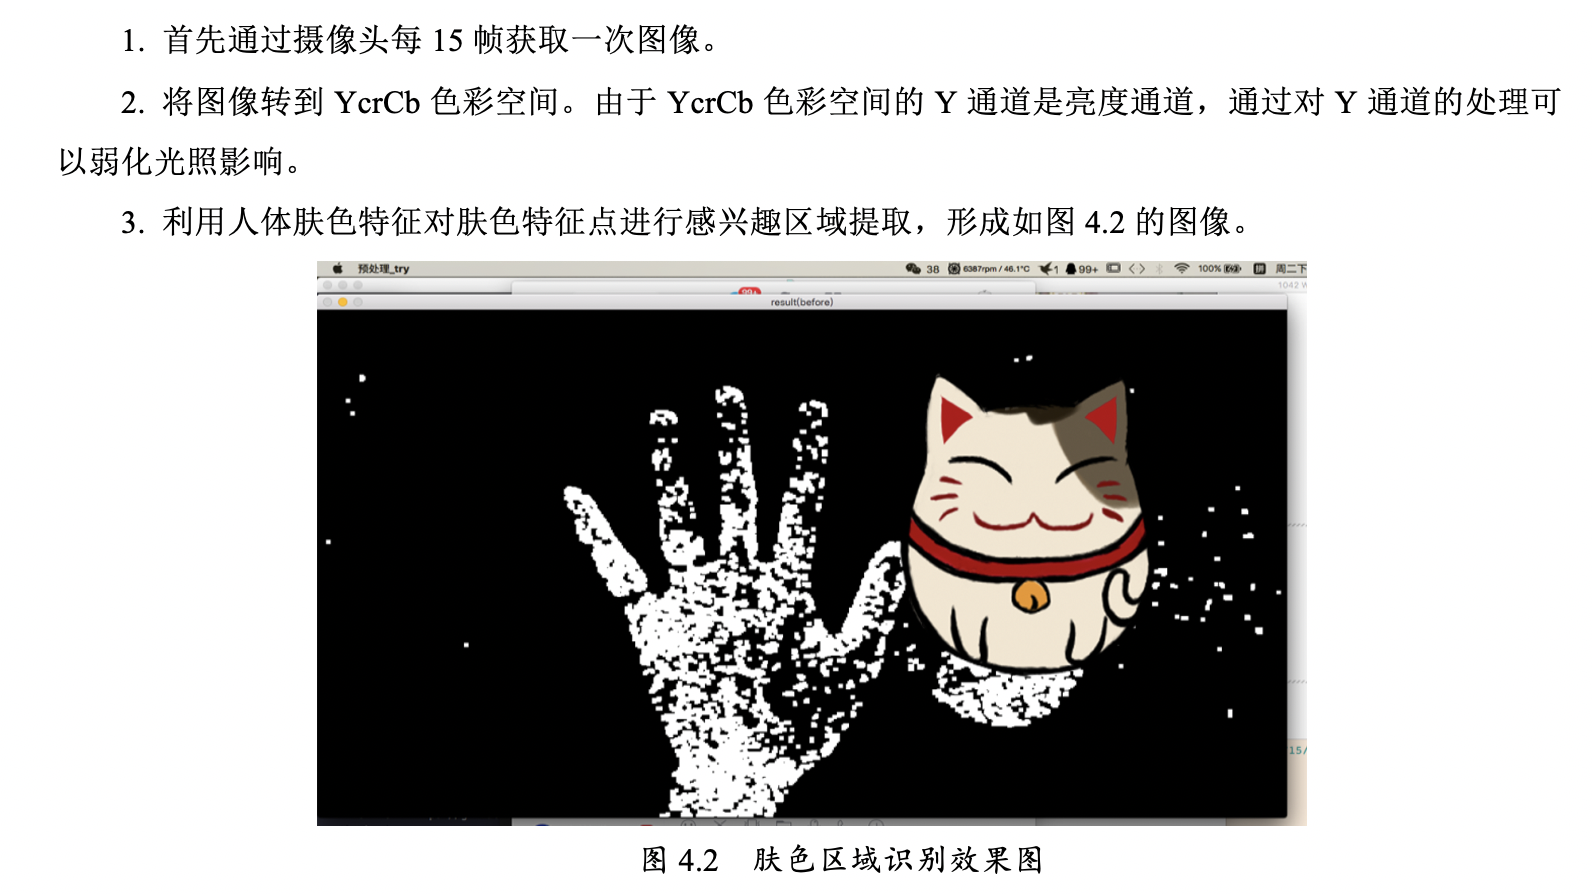 1. 首先通过摄像头每 15 帧获取一次图像。
2. 将图像转到 YcrCb 色彩空间。由于 YcrCb 色彩空间的 Y 通道是亮度通道，通过对 Y 通道的处理可
以弱化光照影响。
3. 利用人体肤色特征对肤色特征点进行感兴趣区域提取，形成如图 4.2 的图像。
预处理_try 38 6387rpm / 46.1°C 1 99+ 100% 拼 周二下
99+
1042
result(before)
15/
图 4.2 肤色区域识别效果图